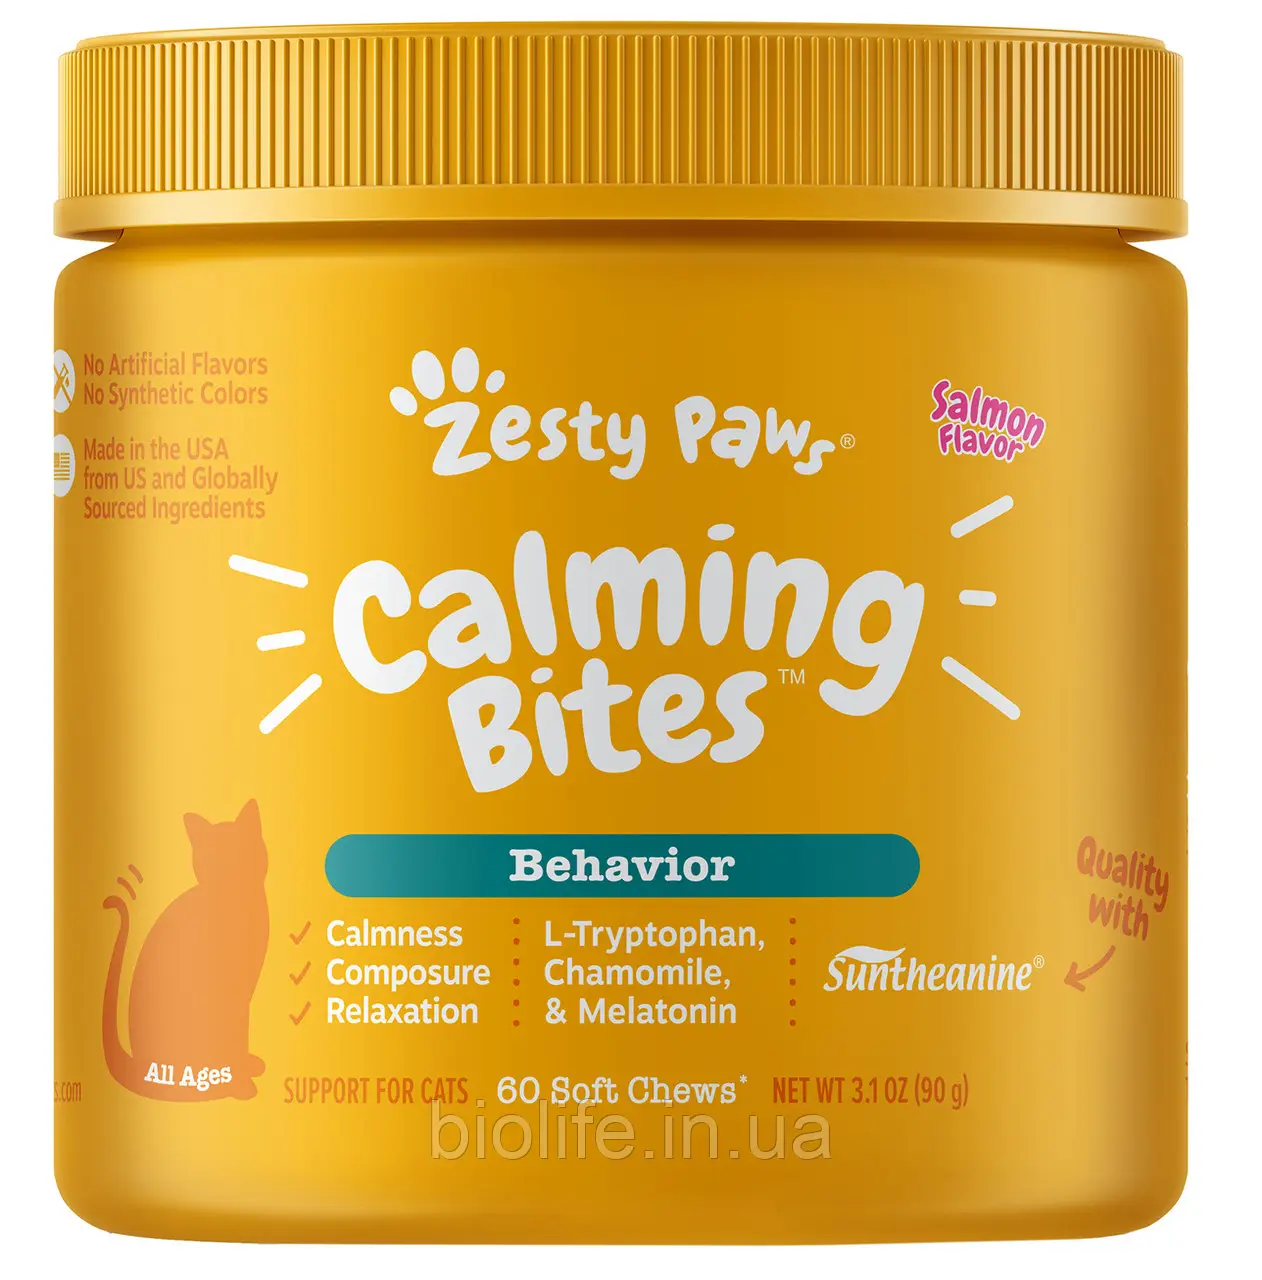 No Artificial Flavors
No Synthetic Colors
Made in the USA
from US and Globally
Sourced Ingredients
Zesty Paws®
Salmon
Flavor
Calming
Bites™
Behavior
✓ Calmness
✓ Composure
✓ Relaxation
L-Tryptophan,
Chamomile,
& Melatonin
Suntheanine®
Quality
with
All Ages
s.com
SUPPORT FOR CATS
60 Soft Chews*
NET WT 3.1 OZ (90 g)
biolife.in.ua